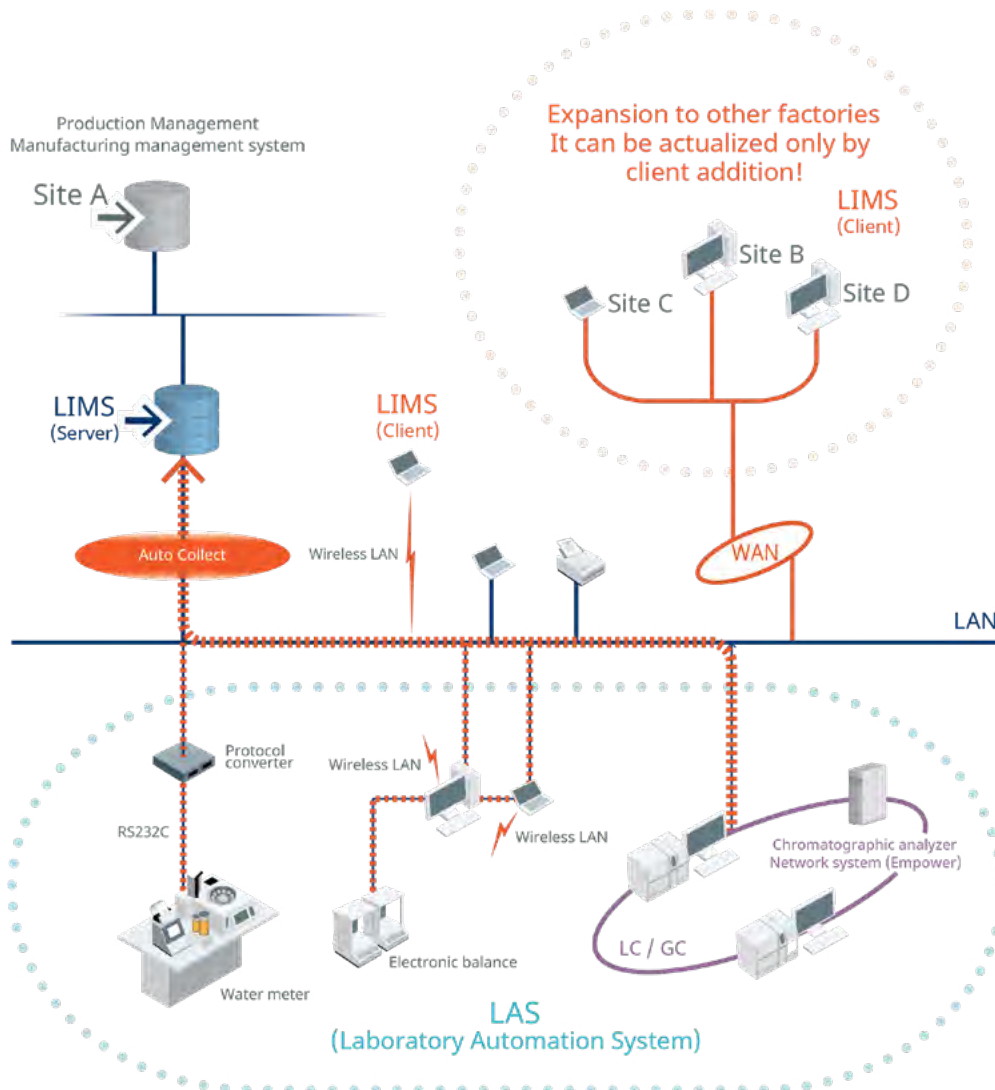 Production Management
Manufacturing management system
Site A
Expansion to other factories
It can be actualized only by
client addition!
LIMS
(Client)
Site B
Site C
Site D
LIMS
(Server)
LIMS
(Client)
Auto Collect
Wireless LAN
WAN
LAN
Protocol
converter
Wireless LAN
RS232C
Wireless LAN
Chromatographic analyzer
Network system (Empower)
LC / GC
Electronic balance
Water meter
LAS
(Laboratory Automation System)